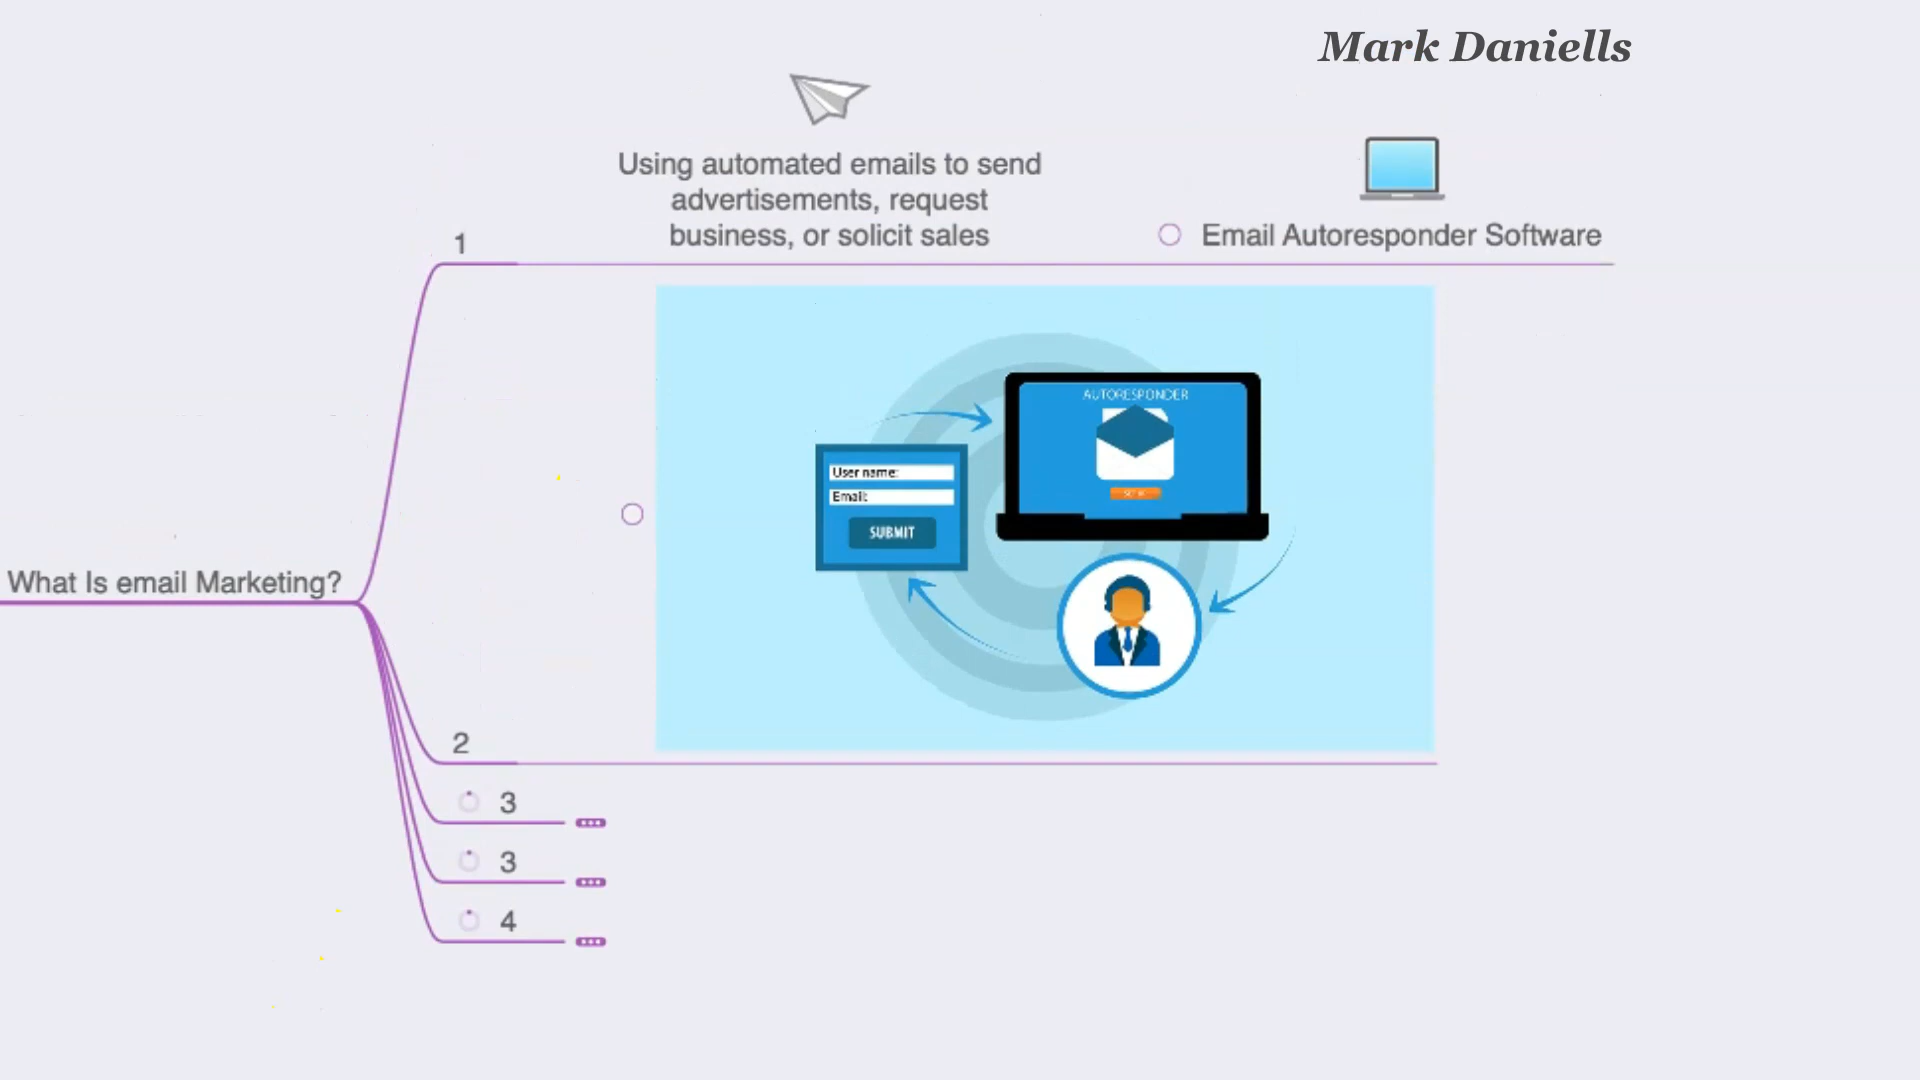 Mark Daniells
Using automated emails to send
advertisements, request
business, or solicit sales
1
Email Autoresponder Software
AUTORESPONDER
User name:
Email:
SUBMIT
What Is email Marketing?
2
3
3
4